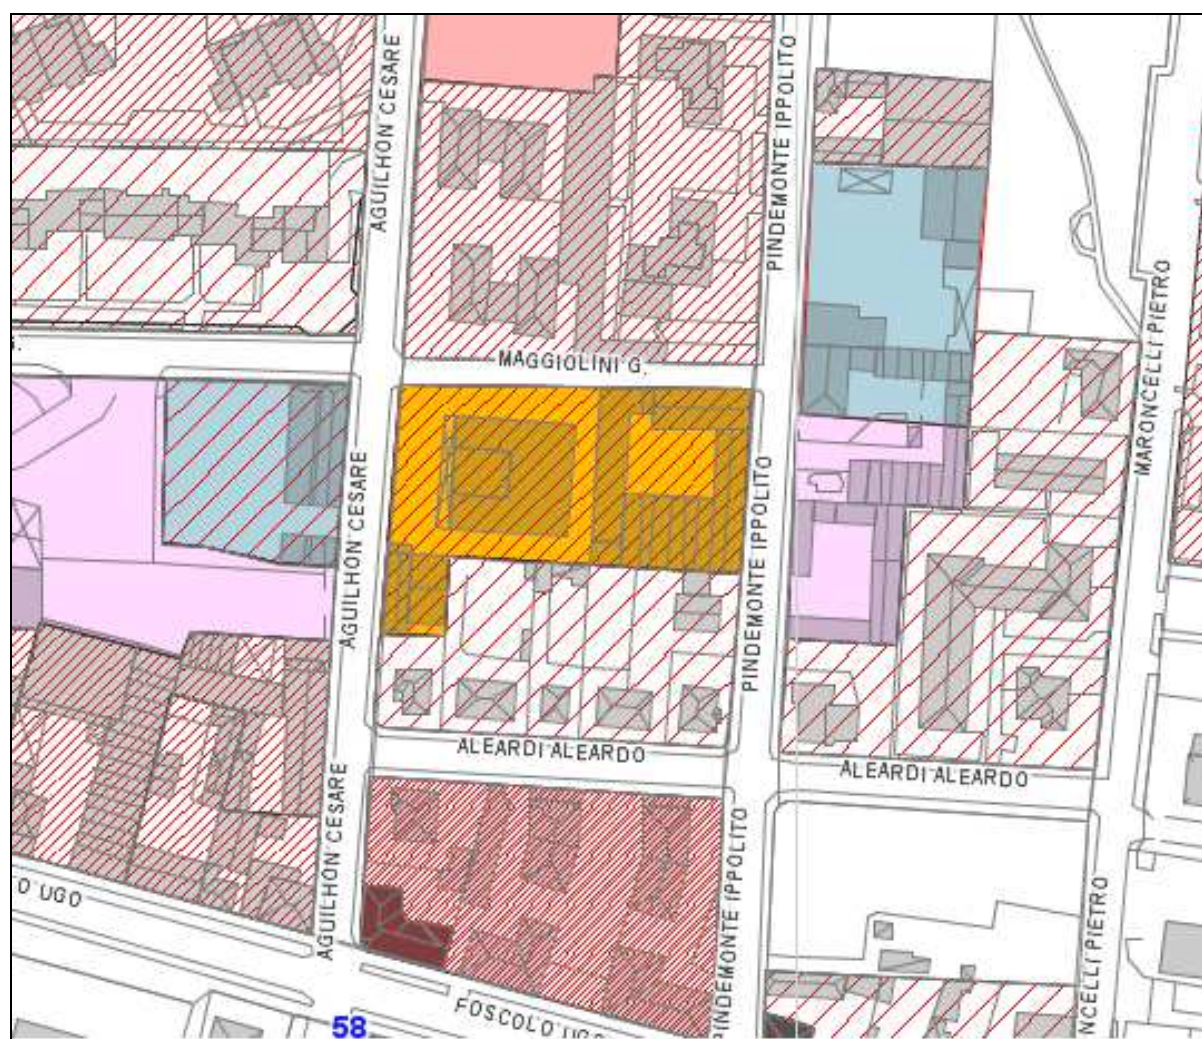 AGUILHON CESARE
PINDEMONTE IPPOLITO
MARONCELLI PIETRO
MAGGIOLINI G.
AGUILHON CESARE
PINDEMONTE IPPOLITO
ALEARDI ALEARDO
ALEARDI ALEARDO
AGUILHON CESARE
PINDEMONTE IPPOLITO
NCELLI PIETRO
O UGO
FOSCOLO UGO
58